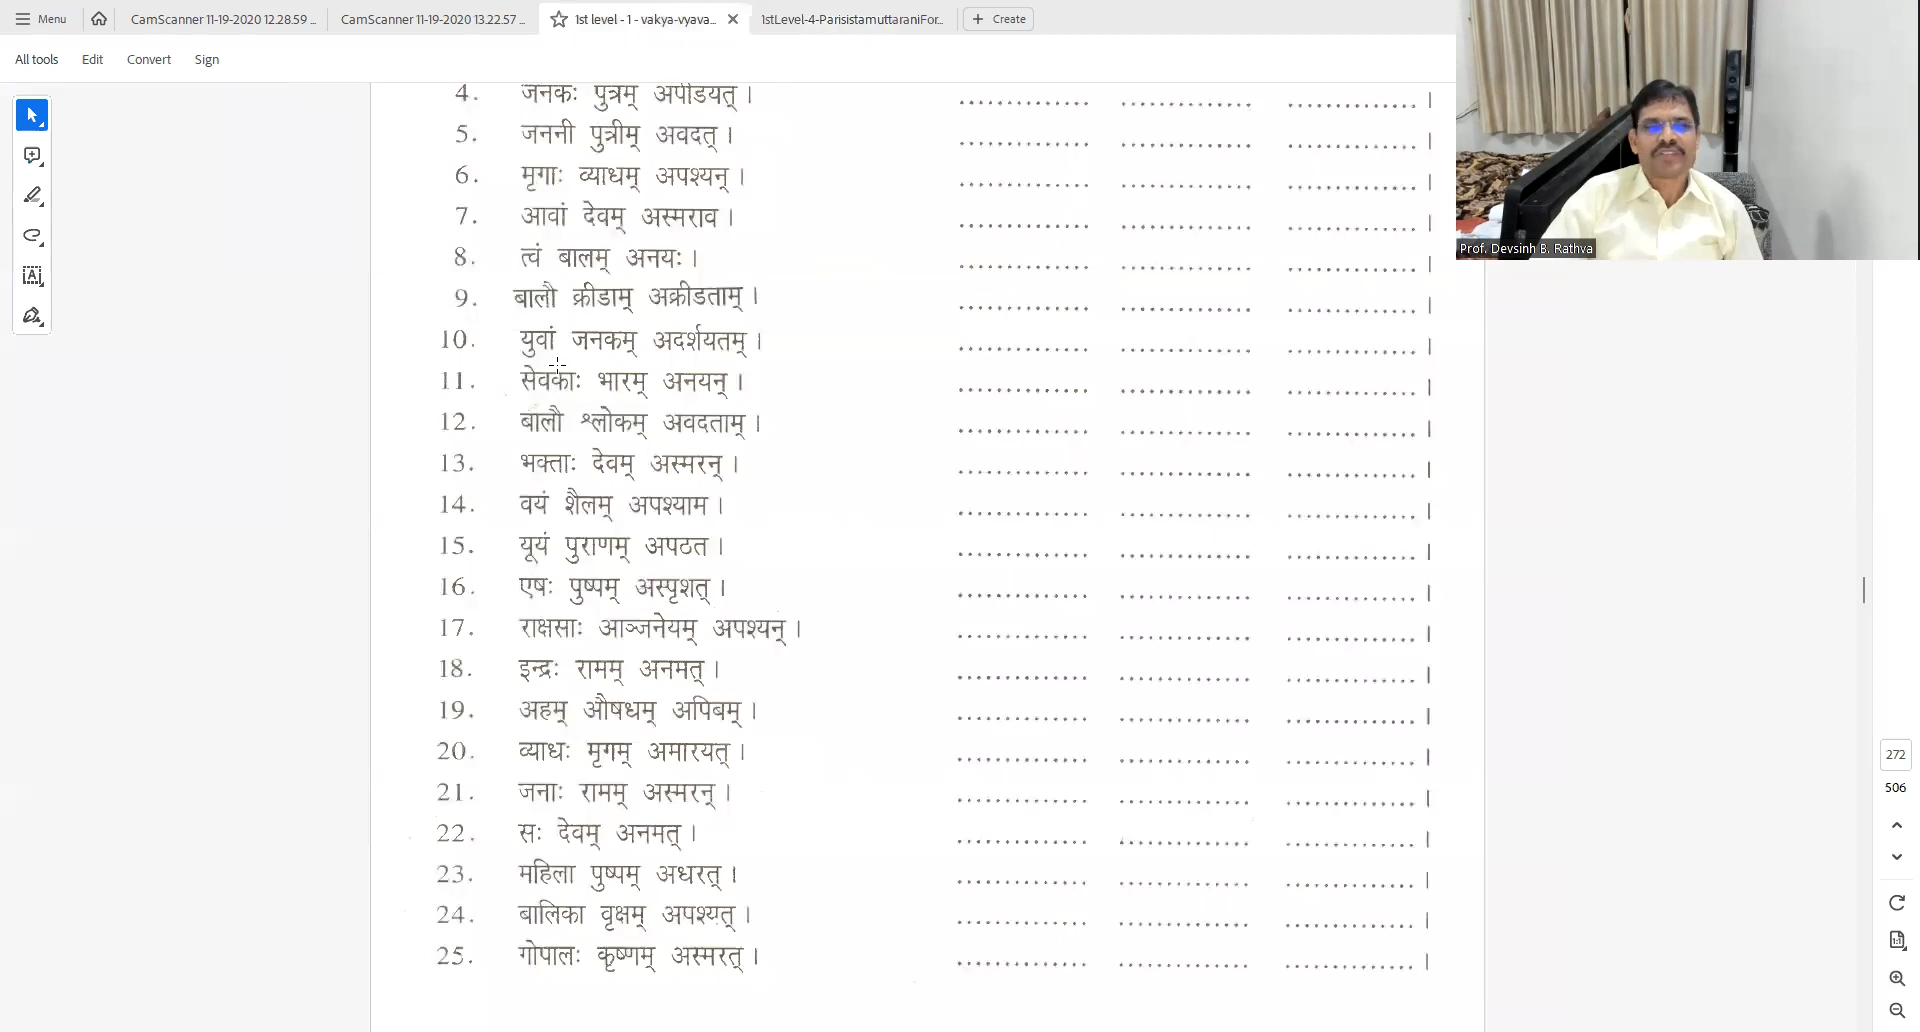 Menu CamScanner 11-19-2020 12.28.59 ... CamScanner 11-19-2020 13.22.57 ... 1st level - 1 - vakya-vyava... 1stLevel-4-ParisistamuttaraniFor... Create
All tools Edit Convert Sign
4. जनकः पुत्रम् अपीडयत् । .................. .................. .................. ।
5. जननी पुत्रीम् अवदत् । .................. .................. .................. ।
6. मृगाः व्याधम् अपश्यन् । .................. .................. .................. ।
7. आवां देवम् अस्मराव । .................. .................. .................. ।
Prof. Devsinh B. Rathva
8. त्वं बालम् अनयः । .................. .................. .................. ।
9. बालौ क्रीडाम् अक्रीडताम् । .................. .................. .................. ।
10. युवां जनकम् अदर्शयतम् । .................. .................. .................. ।
11. सेवकाः भारम् अनयन् । .................. .................. .................. ।
12. बालौ श्लोकम् अवदताम् । .................. .................. .................. ।
13. भक्ताः देवम् अस्मरन् । .................. .................. .................. ।
14. वयं शैलम् अपश्याम । .................. .................. .................. ।
15. यूयं पुराणम् अपठत । .................. .................. .................. ।
16. एषः पुष्पम् अस्पृशत् । .................. .................. .................. ।
17. राक्षसाः आञ्जनेयम् अपश्यन् । .................. .................. .................. ।
18. इन्द्रः रामम् अनमत् । .................. .................. .................. ।
19. अहम् औषधम् अपिबम् । .................. .................. .................. ।
20. व्याधः मृगम् अमारयत् । .................. .................. .................. ।
272
21. जनाः रामम् अस्मरन् । .................. .................. .................. ।
506
22. सः देवम् अनमत् । .................. .................. .................. ।
23. महिला पुष्पम् अधरत् । .................. .................. .................. ।
24. बालिका वृक्षम् अपश्यत् । .................. .................. .................. ।
25. गोपालः कृष्णम् अस्मरत् । .................. .................. .................. ।